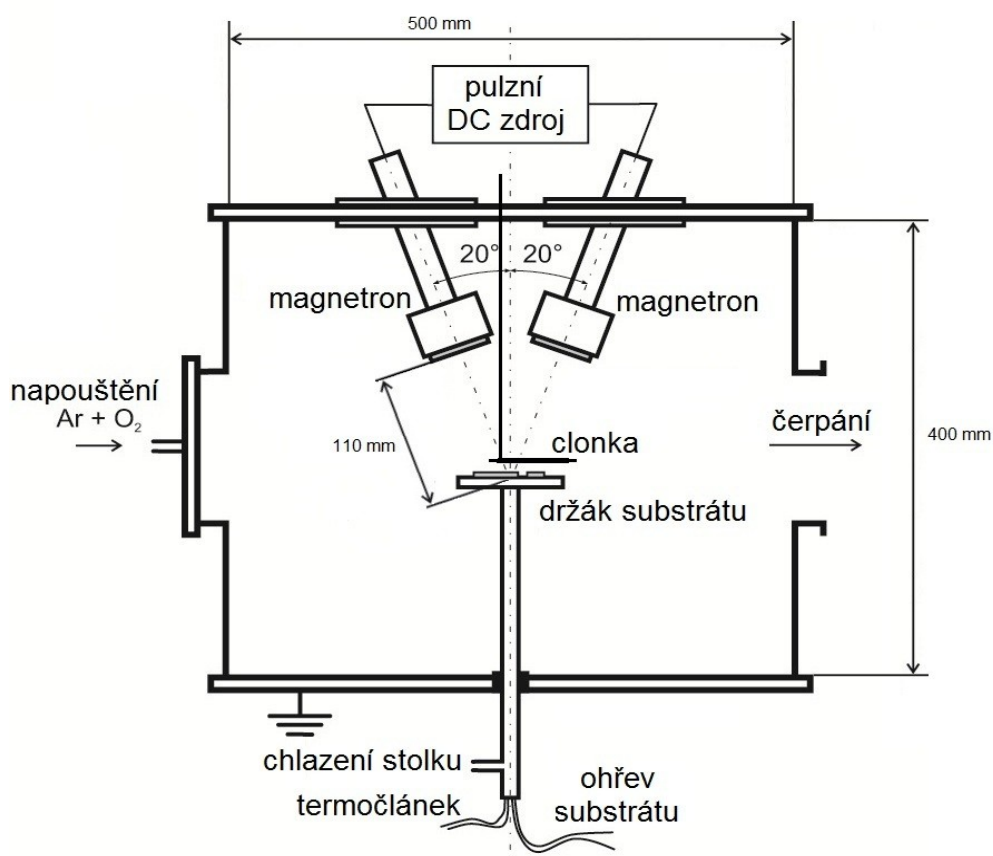 500 mm
pulzní
DC zdroj
20° 20°
magnetron
magnetron
napouštění
Ar + O₂
110 mm
čerpání
400 mm
clonka
držák substrátu
chlazení stolku
termočlánek
ohřev
substrátu